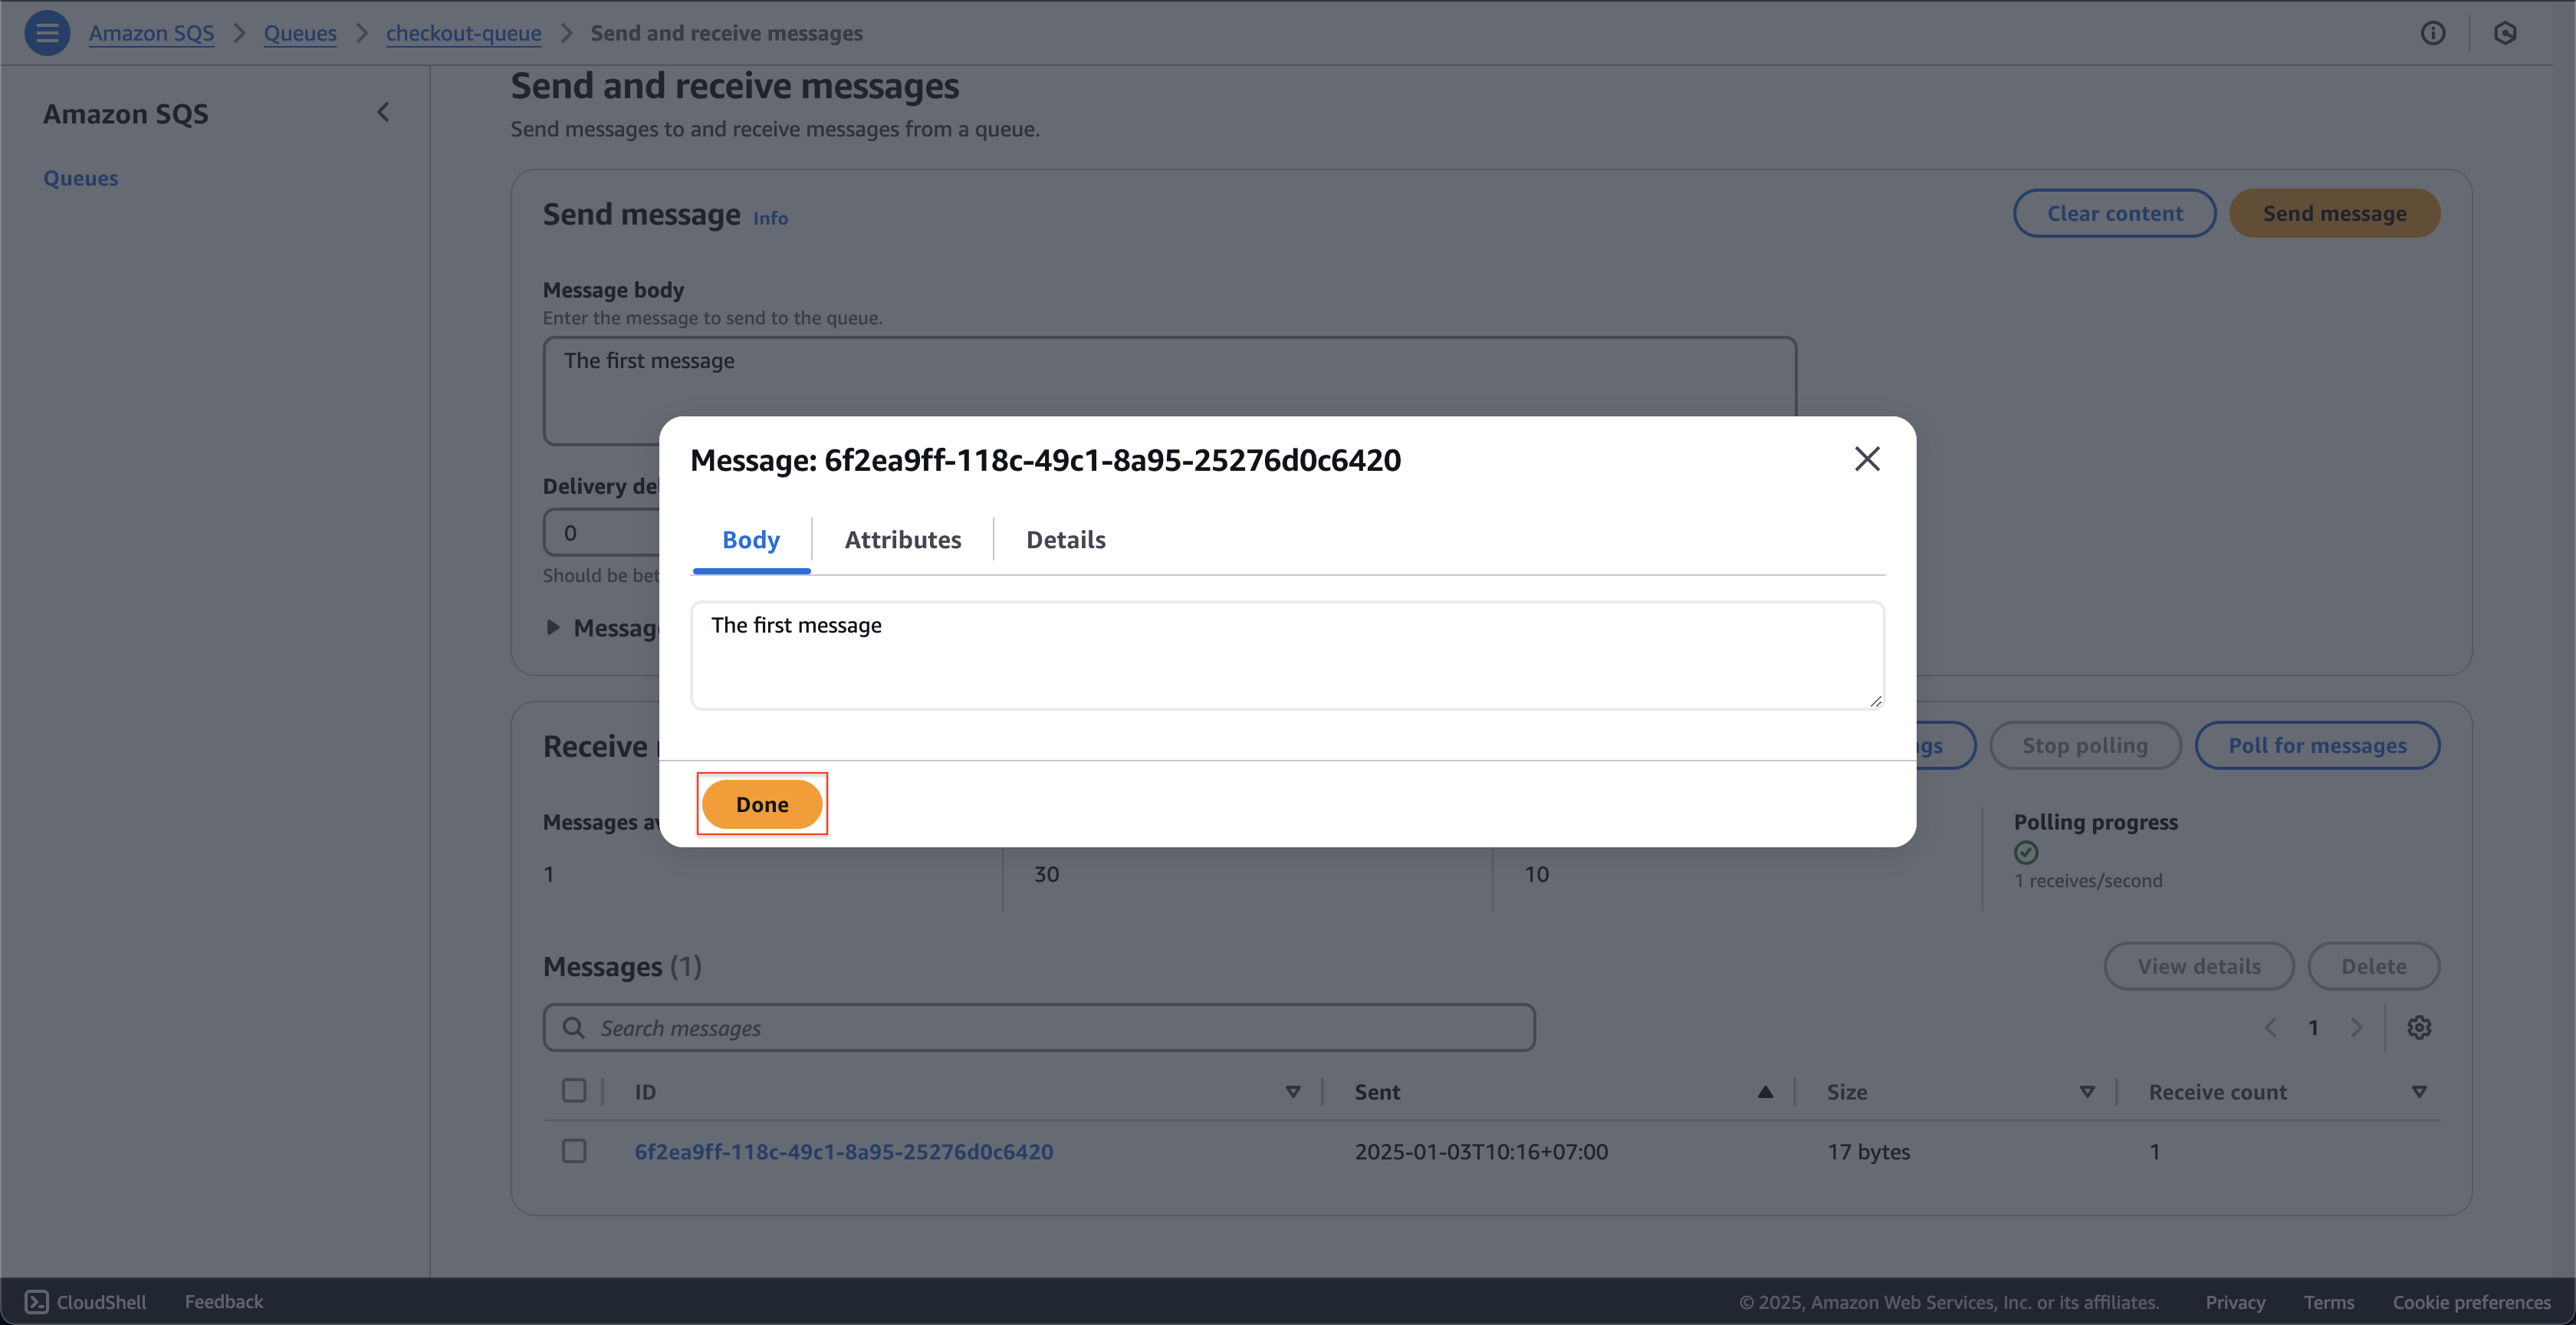 Amazon SQS > Queues > checkout-queue > Send and receive messages
Amazon SQS
Queues
Send and receive messages
Send messages to and receive messages from a queue.
Send message Info
Clear content
Send message
Message body
Enter the message to send to the queue.
The first message
Delivery
0
Should be
Message: 6f2ea9ff-118c-49c1-8a95-25276d0c6420
Body
Attributes
Details
The first message
Done
Receive
Stop polling
Poll for messages
Messages
1
30
10
Polling progress
1 receives/second
Messages (1)
View details
Delete
Search messages
1
ID
Sent
Size
Receive count
6f2ea9ff-118c-49c1-8a95-25276d0c6420
2025-01-03T10:16+07:00
17 bytes
1
CloudShell
Feedback
© 2025, Amazon Web Services, Inc. or its affiliates.
Privacy
Terms
Cookie preferences